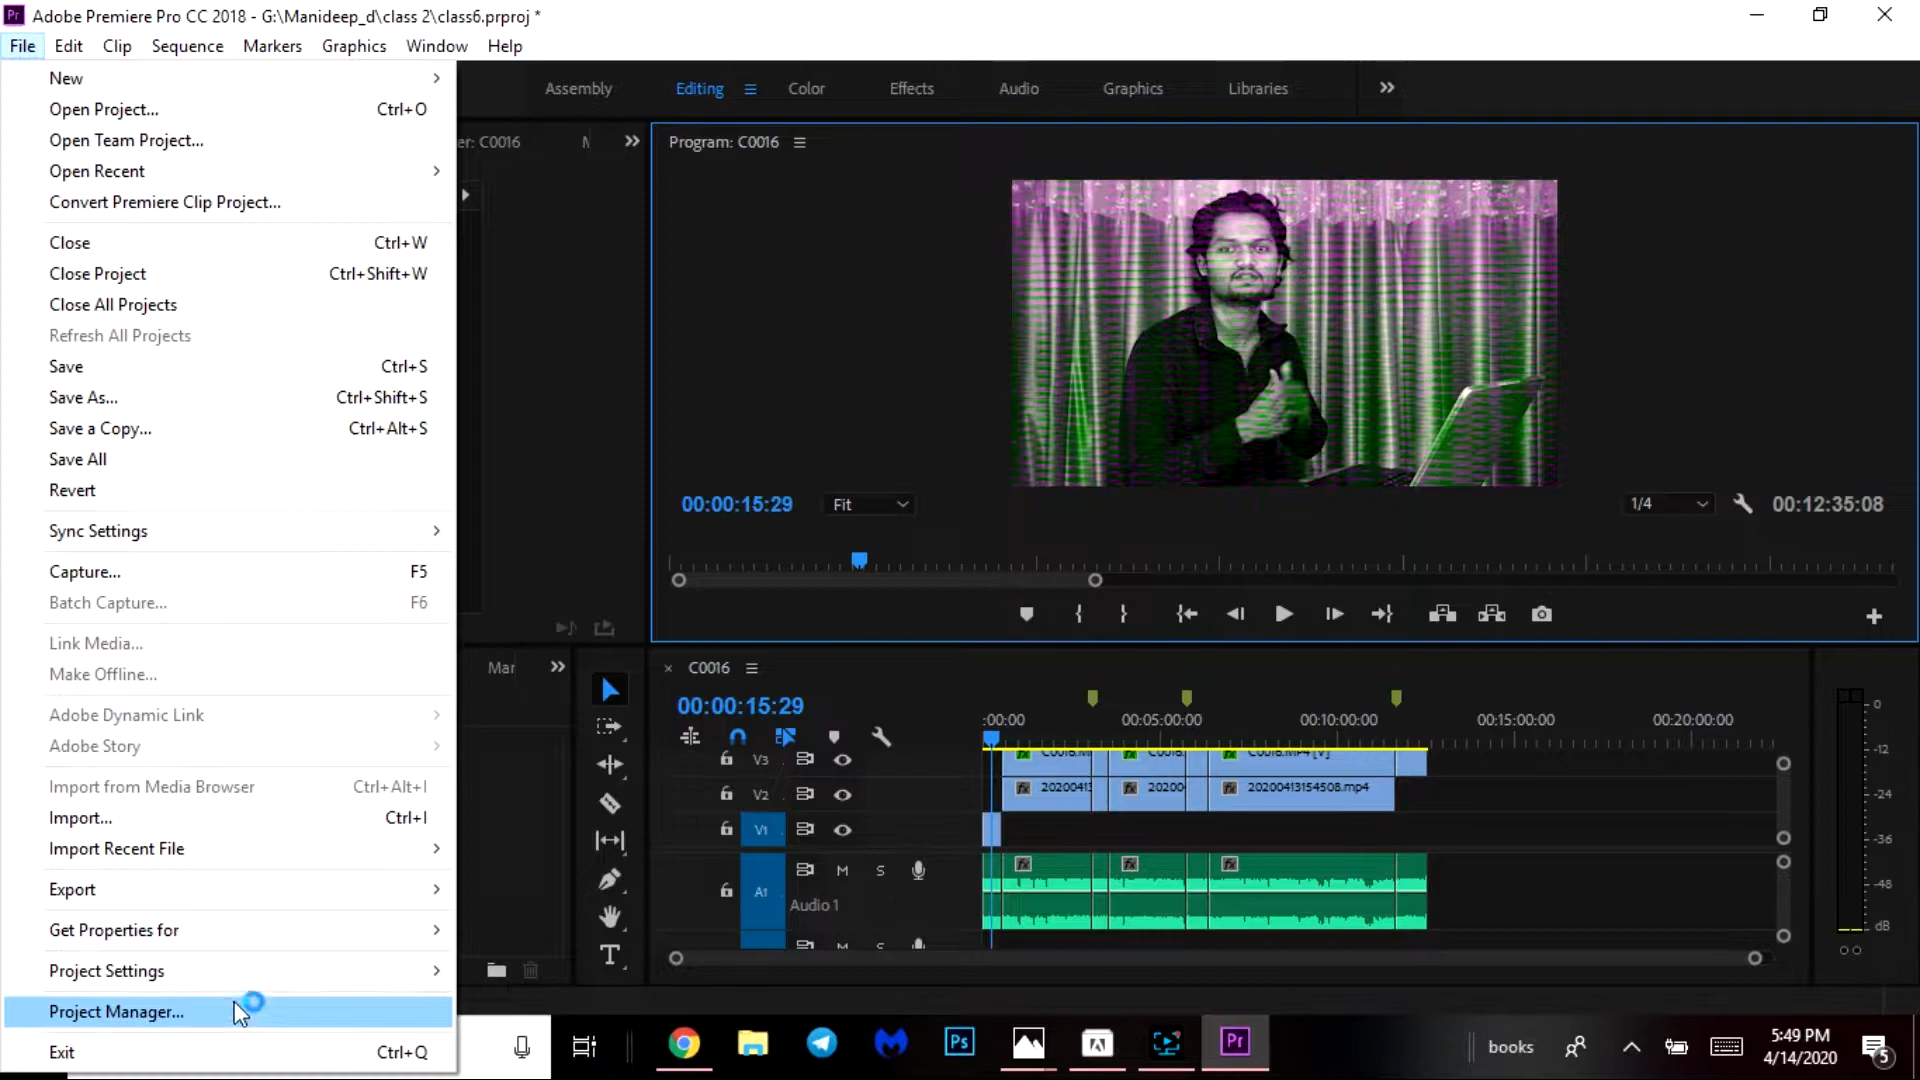 Pr Adobe Premiere Pro CC 2018 - G:\Manideep_d\class 2\class6.prproj *
File Edit Clip Sequence Markers Graphics Window Help
New
Open Project... Ctrl+O
Open Team Project...
Open Recent
Convert Premiere Clip Project...
Close Ctrl+W
Close Project Ctrl+Shift+W
Close All Projects
Refresh All Projects
Save Ctrl+S
Save As... Ctrl+Shift+S
Save a Copy... Ctrl+Alt+S
Save All
Revert
Sync Settings
Capture... F5
Batch Capture... F6
Link Media...
Make Offline...
Adobe Dynamic Link
Adobe Story
Import from Media Browser Ctrl+Alt+I
Import... Ctrl+I
Import Recent File
Export
Get Properties for
Project Settings
Project Manager...
Exit Ctrl+Q
Assembly Editing Color Effects Audio Graphics Libraries
er: C0016
Program: C0016
00:00:15:29 Fit 1/4 00:12:35:08
Mar
C0016
00:00:15:29
:00:00 00:05:00:00 00:10:00:00 00:15:00:00 00:20:00:00
V3
V2 2020041 20200 20200413154508.mp4
V1
A1 M S
Audio 1
0
-12
-24
-36
-48
dB
Ps Pr
books
5:49 PM
4/14/2020
5